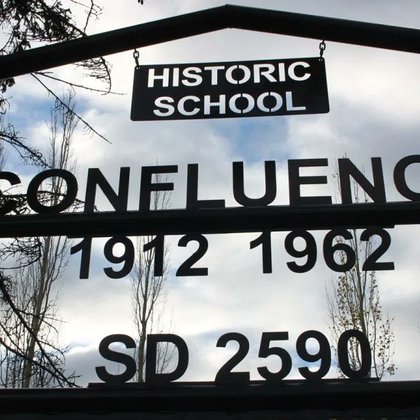 HISTORIC
SCHOOL
CONFLUENC
1912 1962
SD 2590